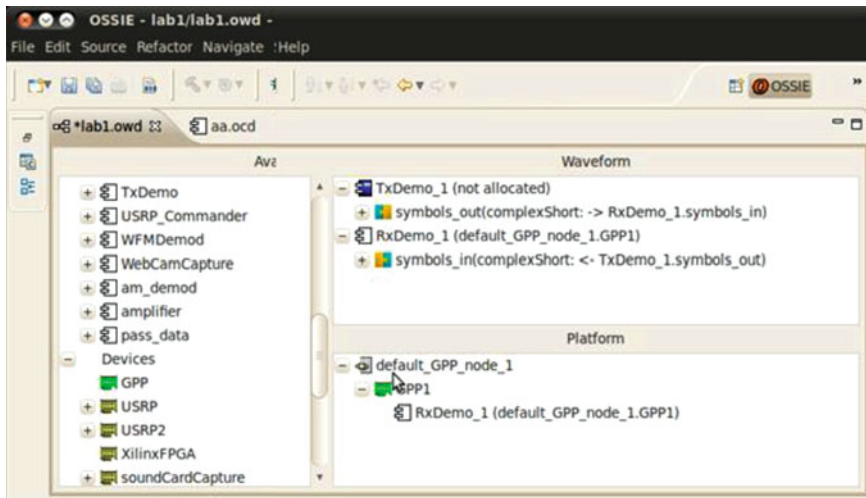 OSSIE - lab1/lab1.owd -
File Edit Source Refactor Navigate :Help
OSSIE
»
*lab1.owd
aa.ocd
Ava
TxDemo
USRP_Commander
WFMDemod
WebCamCapture
am_demod
amplifier
pass_data
Devices
GPP
USRP
USRP2
XilinxFPGA
soundCardCapture
Waveform
TxDemo_1 (not allocated)
symbols_out(complexShort: -> RxDemo_1.symbols_in)
RxDemo_1 (default_GPP_node_1.GPP1)
symbols_in(complexShort: <- TxDemo_1.symbols_out)
Platform
default_GPP_node_1
GPP1
RxDemo_1 (default_GPP_node_1.GPP1)